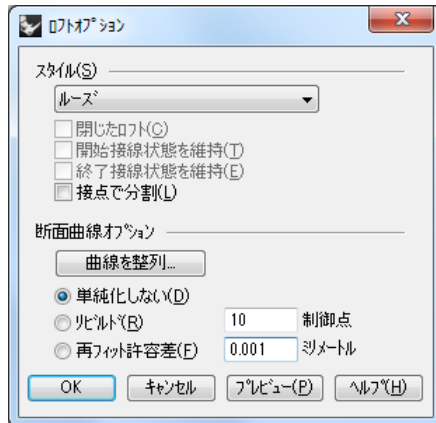 ﾛﾌﾄｵﾌﾟｼｮﾝ
ｽﾀｲﾙ(S)
ﾙｰｽﾞ
閉じたﾛﾌﾄ(C)
開始接線状態を維持(T)
終了接線状態を維持(E)
接点で分割(L)
断面曲線ｵﾌﾟｼｮﾝ
曲線を整列...
単純化しない(D)
ﾘﾋﾞﾙﾄﾞ(R) 10 制御点
再ﾌｨｯﾄ許容差(F) 0.001 ﾐﾘﾒｰﾄﾙ
OK ｷｬﾝｾﾙ ﾌﾟﾚﾋﾞｭｰ(P) ﾍﾙﾌﾟ(H)